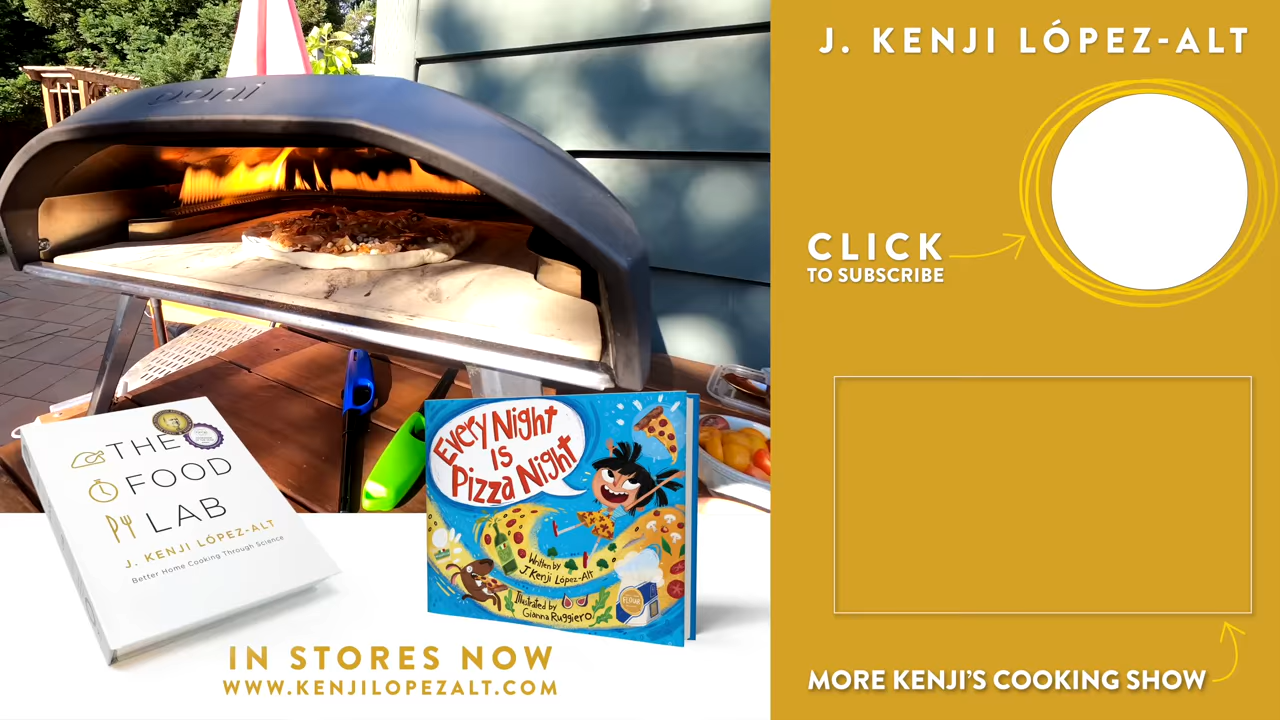 J. KENJI LÓPEZ-ALT
ooni
CLICK
TO SUBSCRIBE
THE
FOOD
LAB
J. KENJI LÓPEZ-ALT
Better Home Cooking Through Science
Every Night
Is
Pizza Night
Written by
J. Kenji López-Alt
Illustrated by
Gianna Ruggiero
IN STORES NOW
WWW.KENJILOPEZALT.COM
MORE KENJI'S COOKING SHOW